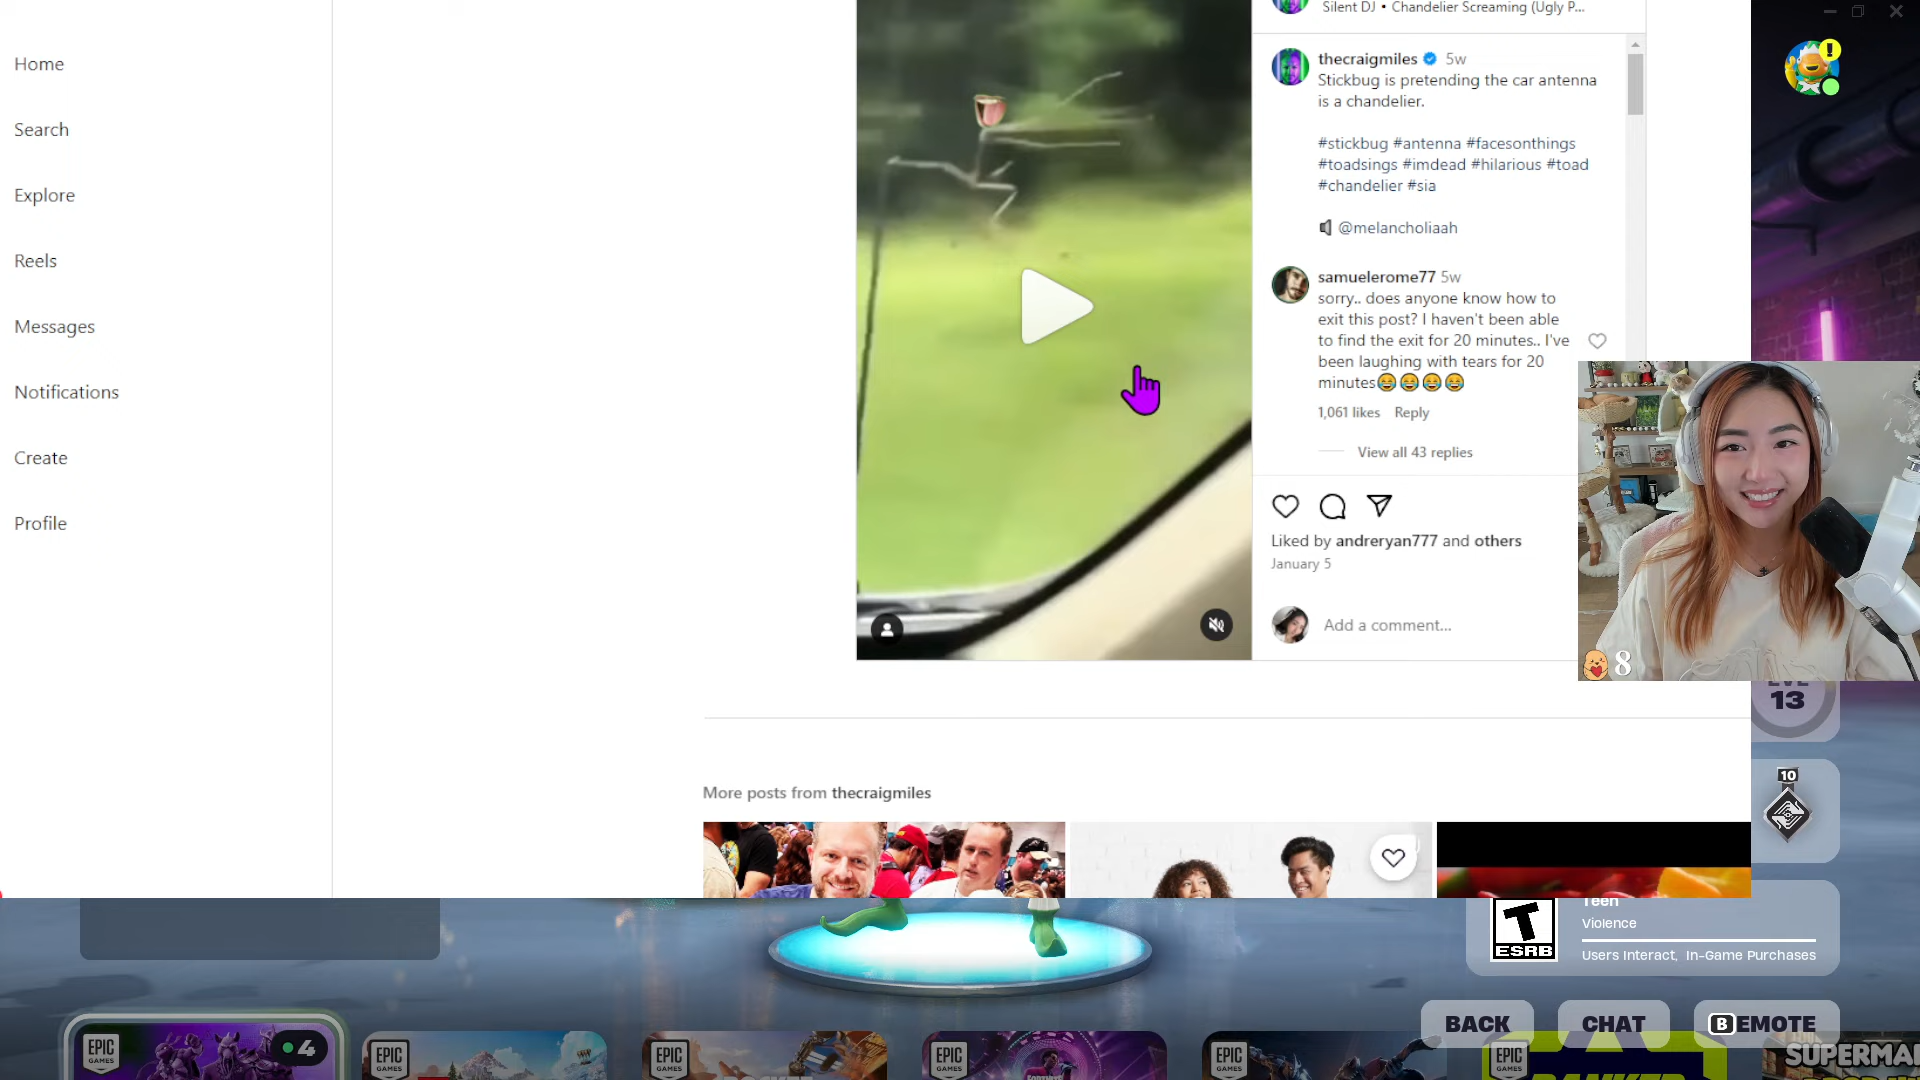 Home
Search
Explore
Reels
Messages
Notifications
Create
Profile
Silent DJ • Chandelier Screaming (Ugly P...
thecraigmiles 5w
Stickbug is pretending the car antenna
is a chandelier.
#stickbug #antenna #facesonthings
#toadsings #imdead #hilarious #toad
#chandelier #sia
@melancholiaah
samuelerome77 5w
sorry.. does anyone know how to
exit this post? I haven't been able
to find the exit for 20 minutes.. I've
been laughing with tears for 20
minutes😂😂😂😂
1,061 likes Reply
View all 43 replies
Liked by andreryan777 and others
January 5
Add a comment...
8
LVL
13
10
More posts from thecraigmiles
Teen
Violence
Users Interact, In-Game Purchases
T
ESRB
BACK
CHAT
B EMOTE
EPIC
GAMES
4
EPIC
GAMES
EPIC
GAMES
EPIC
GAMES
EPIC
GAMES
EPIC
GAMES